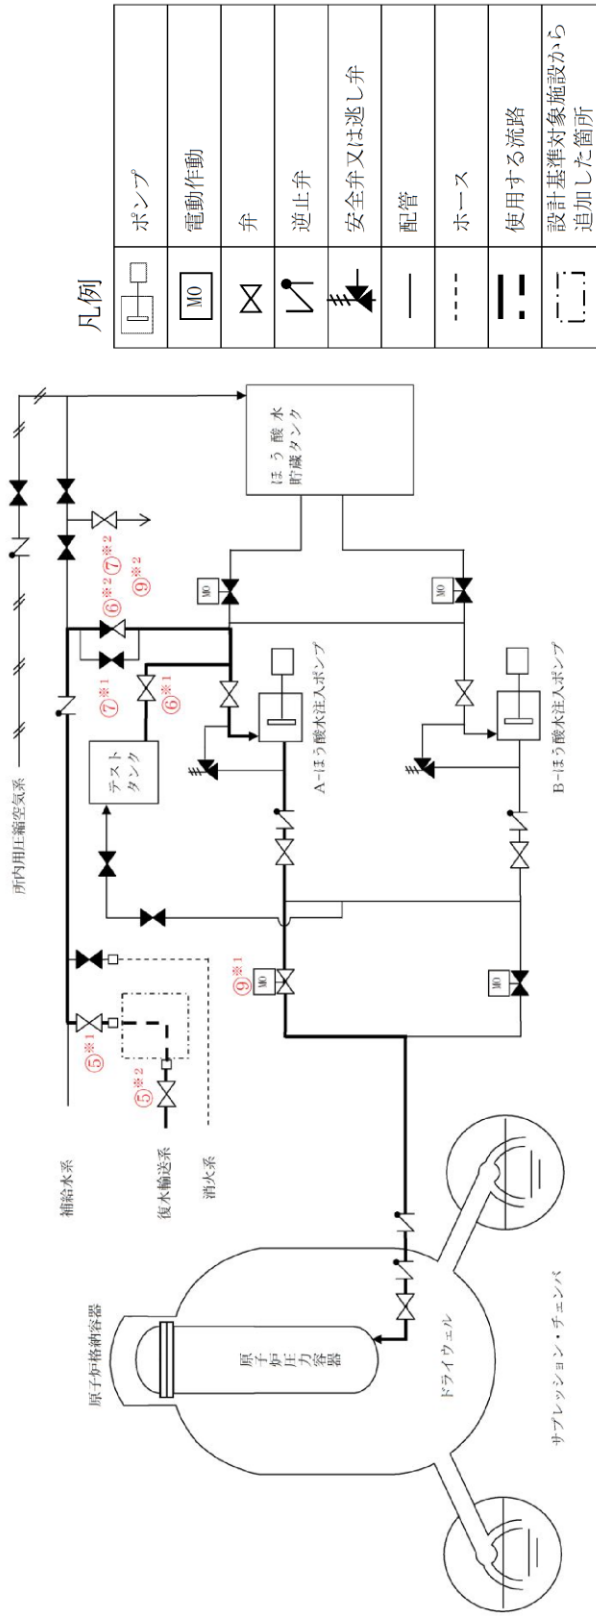 凡例
ポンプ
MO
電動作動
弁
逆止弁
安全弁又は逃し弁
配管
ホース
使用する流路
設計基準対象施設から
追加した箇所
所内用圧縮空気系
補給水系
復水輸送系
消火系
⑤※1
⑤※2
テスト
タンク
⑦※1
⑥※1
⑥※2⑦※2
⑨※2
ほう酸水
貯蔵タンク
MO
MO
A-ほう酸水注入ポンプ
B-ほう酸水注入ポンプ
⑨※1
MO
MO
原子炉格納容器
原子炉圧力容器
ドライウェル
サプレッション・チェンバ